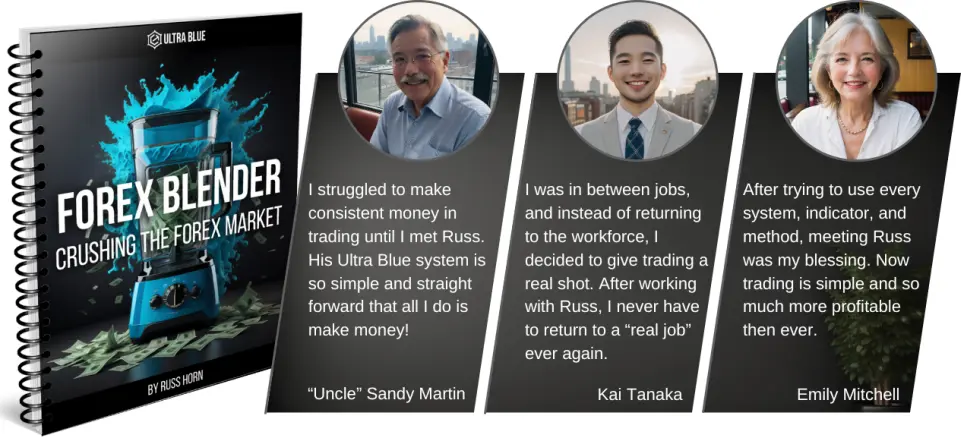 ULTRA BLUE
FOREX BLENDER
CRUSHING THE FOREX MARKET
BY RUSS HORN
I struggled to make
consistent money in
trading until I met Russ.
His Ultra Blue system is
so simple and straight
forward that all I do is
make money!
“Uncle” Sandy Martin
I was in between jobs,
and instead of returning
to the workforce, I
decided to give trading a
real shot. After working
with Russ, I never have
to return to a “real job”
ever again.
Kai Tanaka
After trying to use every
system, indicator, and
method, meeting Russ
was my blessing. Now
trading is simple and so
much more profitable
then ever.
Emily Mitchell